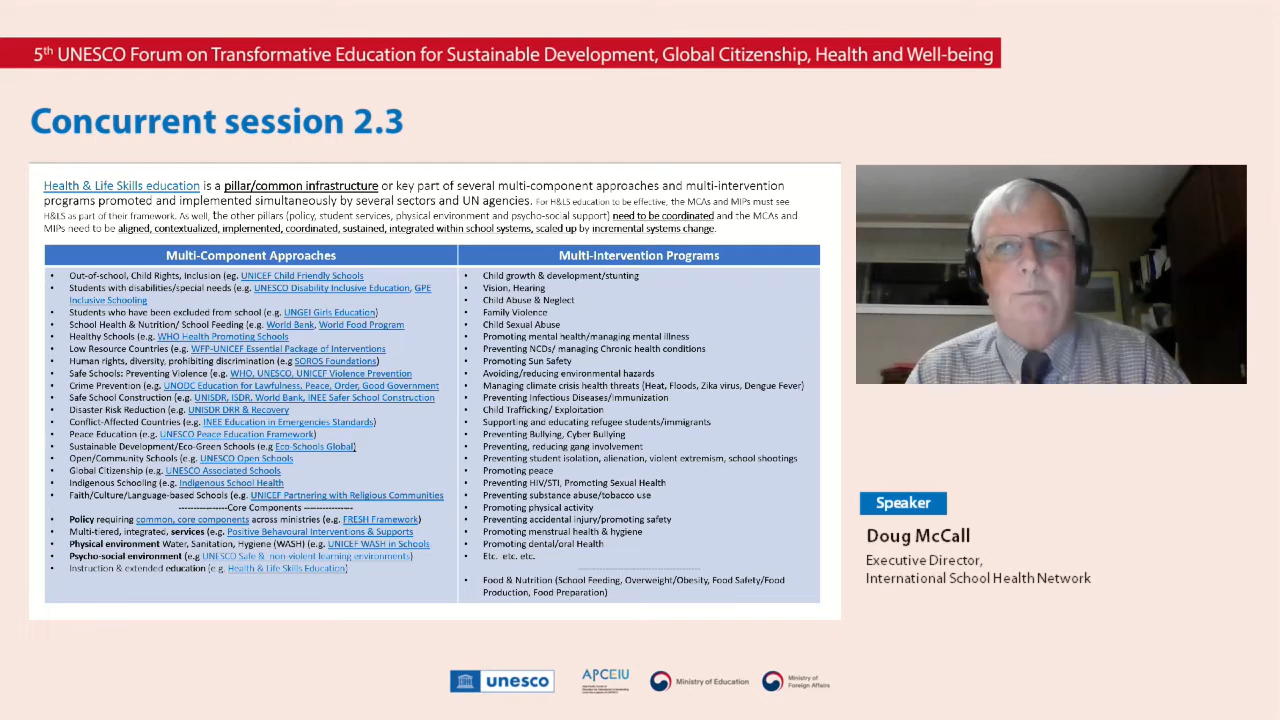 5th UNESCO Forum on Transformative Education for Sustainable Development, Global Citizenship, Health and Well-being
Concurrent session 2.3
Health & Life Skills education is a pillar/common infrastructure or key part of several multi-component approaches and multi-intervention
programs promoted and implemented simultaneously by several sectors and UN agencies. For H&LS education to be effective, the MCAs and MIPs must see
H&LS as part of their framework. As well, the other pillars (policy, student services, physical environment and psycho-social support) need to be coordinated and the MCAs and
MIPs need to be aligned, contextualized, implemented, coordinated, sustained, integrated within school systems, scaled up by incremental systems change.
Multi-Component Approaches
• Out-of-school, Child Rights, Inclusion (eg. UNICEF Child Friendly Schools
• Students with disabilities/special needs (eg. UNESCO Disability Inclusive Education, GPE
Inclusive Schooling
• Students who have been excluded from school (e.g. UNGEI Girls Education)
• School Health & Nutrition/ School Feeding (e.g. World Bank, World Food Program
• Healthy Schools (e.g. WHO Health Promoting Schools
• Low Resource Countries (e.g. WFP-UNICEF Essential Package of Interventions
• Human rights, diversity, prohibiting discrimination (e.g. SOROS Foundations)
• Safe Schools: Preventing Violence (e.g. WHO, UNESCO, UNICEF Violence Prevention
• Crime Prevention (e.g. UNODC Education for Lawfulness, Peace, Order, Good Government
• Safe School Construction (e.g. UNISDR, ISDR, World Bank, INEE Safer School Construction
• Disaster Risk Reduction (e.g. UNISDR DRR & Recovery
• Conflict-Affected Countries (e.g. INEE Education in Emergencies Standards)
• Peace Education (e.g. UNESCO Peace Education Framework)
• Sustainable Development/Eco-Green Schools (e.g Eco-Schools Global)
• Open/Community Schools (e.g. UNESCO Open Schools
• Global Citizenship (e.g. UNESCO Associated Schools
• Indigenous Schooling (e.g. Indigenous School Health
• Faith/Culture/Language-based Schools (e.g. UNICEF Partnering with Religious Communities
----------------Core Components ----------------
• Policy requiring common, core components across ministries (e.g. FRESH Framework)
• Multi-tiered, integrated, services (e.g. Positive Behavioural Interventions & Supports
• Physical environment Water, Sanitation, Hygiene (WASH) (e.g. UNICEF WASH in Schools
• Psycho-social environment (e.g UNESCO Safe & non-violent learning environments)
• Instruction & extended education (e.g. Health & Life Skills Education)
Multi-Intervention Programs
• Child growth & development/stunting
• Vision, Hearing
• Child Abuse & Neglect
• Family Violence
• Child Sexual Abuse
• Promoting mental health/managing mental illness
• Preventing NCDs/ managing Chronic health conditions
• Promoting Sun Safety
• Avoiding/reducing environmental hazards
• Managing climate crisis health threats (Heat, Floods, Zika virus, Dengue Fever)
• Preventing Infectious Diseases/Immunization
• Child Trafficking/ Exploitation
• Supporting and educating refugee students/immigrants
• Preventing Bullying, Cyber Bullying
• Preventing, reducing gang involvement
• Preventing student isolation, alienation, violent extremism, school shootings
• Promoting peace
• Preventing HIV/STI, Promoting Sexual Health
• Preventing substance abuse/tobacco use
• Promoting physical activity
• Preventing accidental injury/promoting safety
• Promoting menstrual health & hygiene
• Promoting dental/oral Health
• Etc. etc. etc.
----------------------------------------
• Food & Nutrition (School Feeding, Overweight/Obesity, Food Safety/Food
Production, Food Preparation)
Speaker
Doug McCall
Executive Director,
International School Health Network
unesco
APCEIU
Ministry of Education
Ministry of
Foreign Affairs